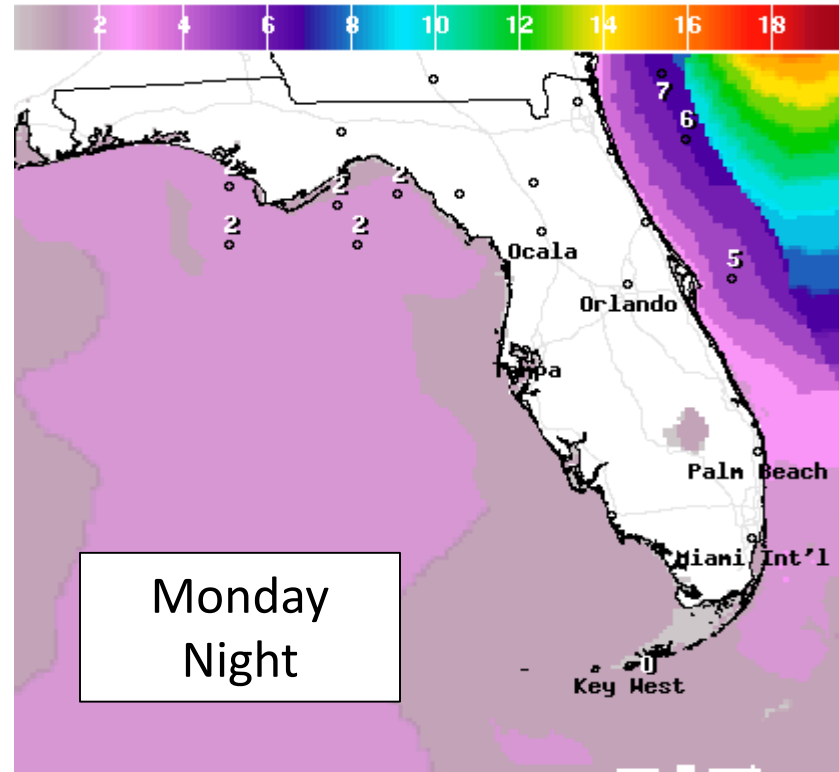 2 4 6 8 10 12 14 16 18
7
6
2
2
2
2
2
5
Ocala
Orlando
Tampa
Palm Beach
Miami Int'l
Monday
Night
0
Key West